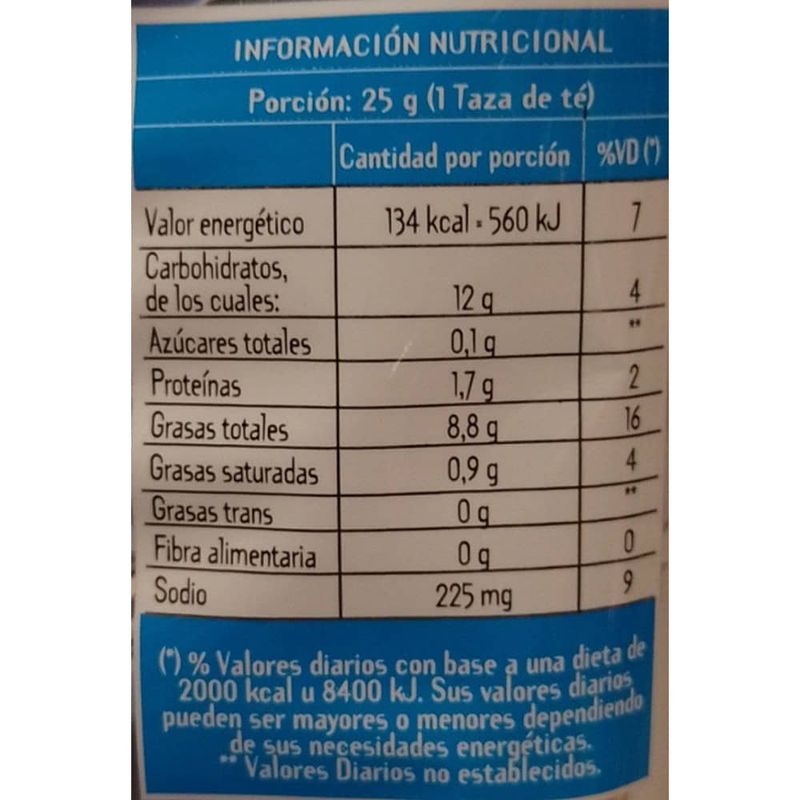 INFORMACIÓN NUTRICIONAL
Porción: 25 g (1 Taza de té)
Cantidad por porción %VD (*)
Valor energético 134 kcal = 560 kJ 7
Carbohidratos,
de los cuales: 12 g 4
Azúcares totales 0,1 g **
Proteínas 1,7 g 2
Grasas totales 8,8 g 16
Grasas saturadas 0,9 g 4
Grasas trans 0 g **
Fibra alimentaria 0 g 0
Sodio 225 mg 9
(*) % Valores diarios con base a una dieta de
2000 kcal u 8400 kJ. Sus valores diarios
pueden ser mayores o menores dependiendo
de sus necesidades energéticas.
** Valores Diarios no establecidos.